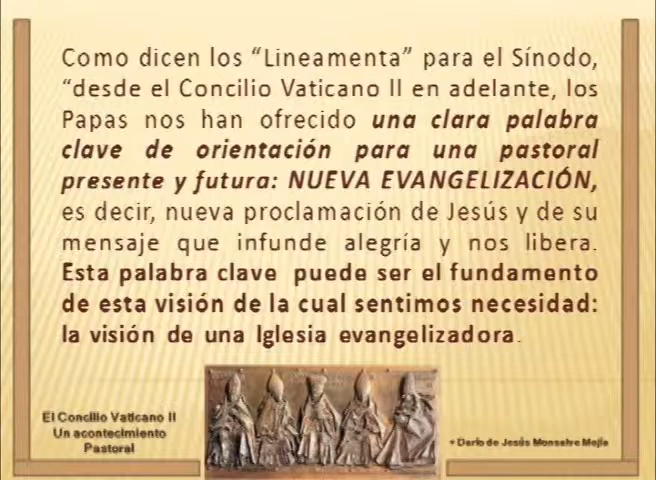 Como dicen los “Lineamenta” para el Sínodo,
“desde el Concilio Vaticano II en adelante, los
Papas nos han ofrecido una clara palabra
clave de orientación para una pastoral
presente y futura: NUEVA EVANGELIZACIÓN,
es decir, nueva proclamación de Jesús y de su
mensaje que infunde alegría y nos libera.
Esta palabra clave puede ser el fundamento
de esta visión de la cual sentimos necesidad:
la visión de una Iglesia evangelizadora.
El Concilio Vaticano II
Un acontecimiento
Pastoral
+ Darío de Jesús Monsalve Mejía